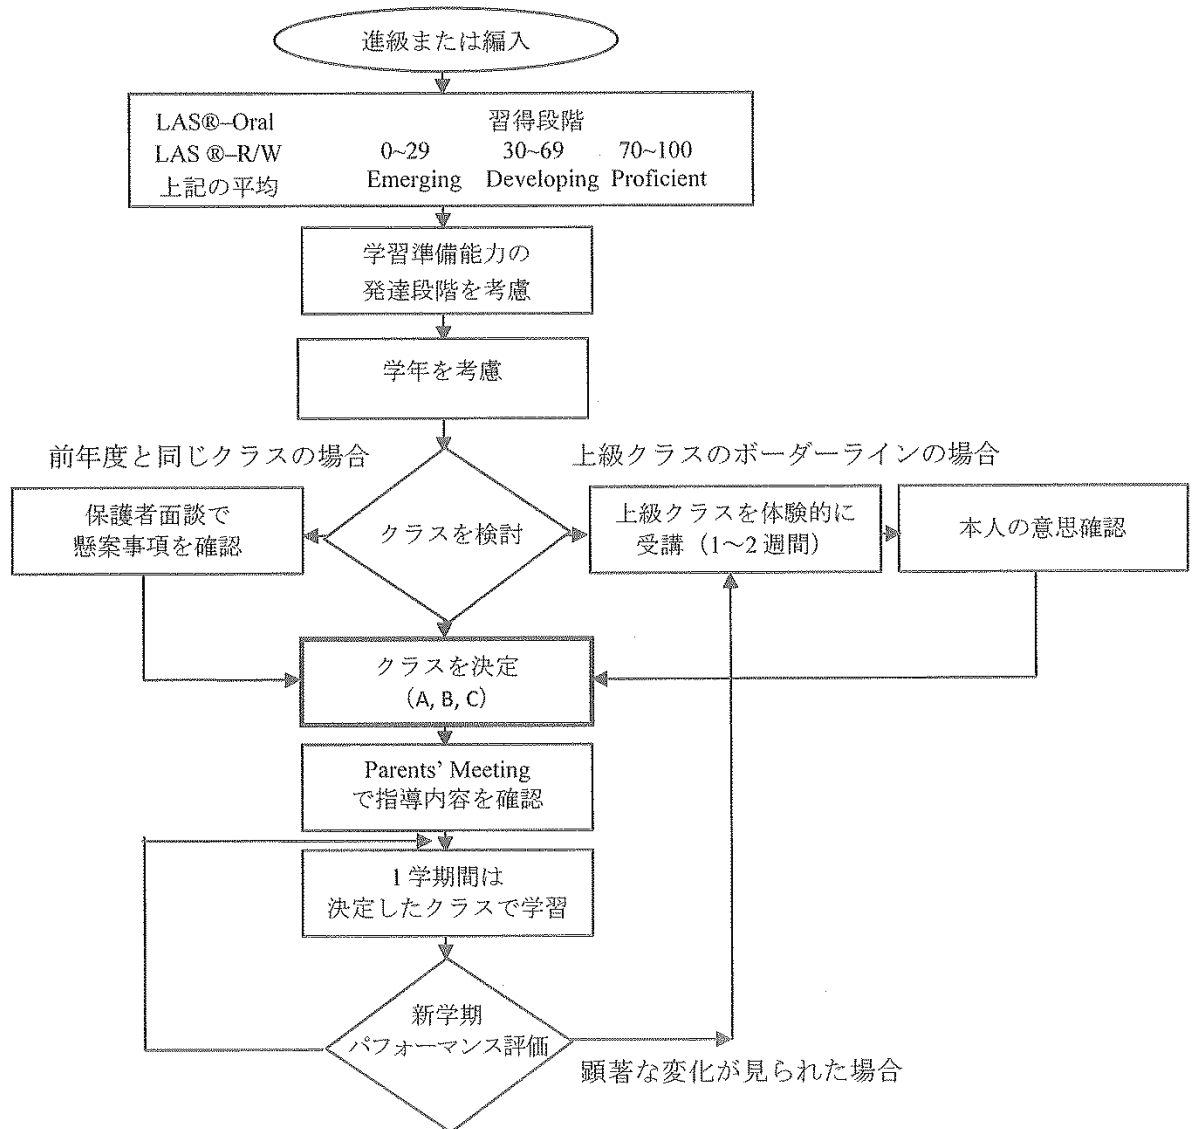 進級または編入
LAS®–Oral 習得段階
LAS ®–R/W 0~29 30~69 70~100
上記の平均 Emerging Developing Proficient
学習準備能力の
発達段階を考慮
学年を考慮
前年度と同じクラスの場合
上級クラスのボーダーラインの場合
保護者面談で
懸案事項を確認
クラスを検討
上級クラスを体験的に
受講（1～2 週間）
本人の意思確認
クラスを決定
（A, B, C）
Parents’ Meeting
で指導内容を確認
1 学期間は
決定したクラスで学習
新学期
パフォーマンス評価
顕著な変化が見られた場合